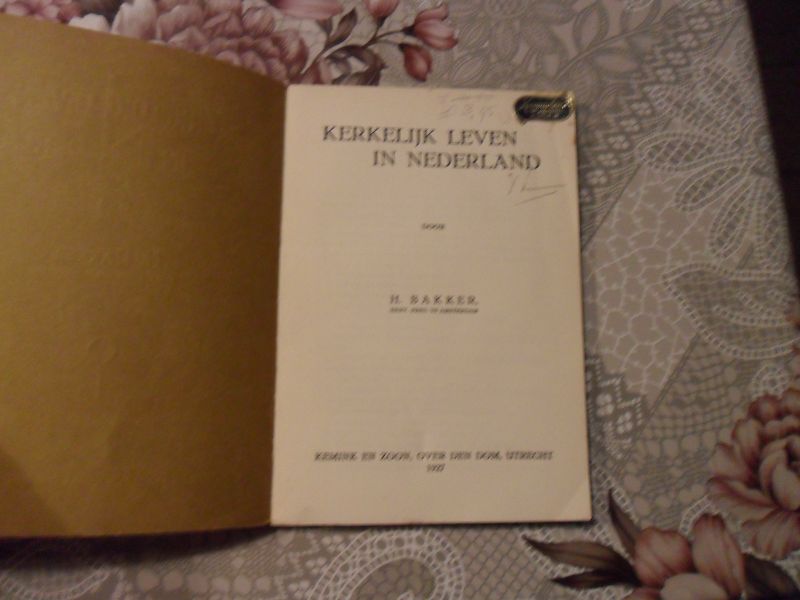 KERKELIJK LEVEN
IN NEDERLAND
DOOR
H. BAKKER,
KEMINK EN ZOON, OVER DEN DOM, UTRECHT
1927